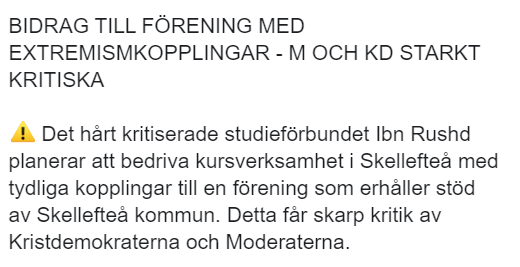 BIDRAG TILL FÖRENING MED
EXTREMISMKOPPLINGAR - M OCH KD STARKT
KRITISKA
⚠️ Det hårt kritiserade studieförbundet Ibn Rushd
planerar att bedriva kursverksamhet i Skellefteå med
tydliga kopplingar till en förening som erhåller stöd
av Skellefteå kommun. Detta får skarp kritik av
Kristdemokraterna och Moderaterna.